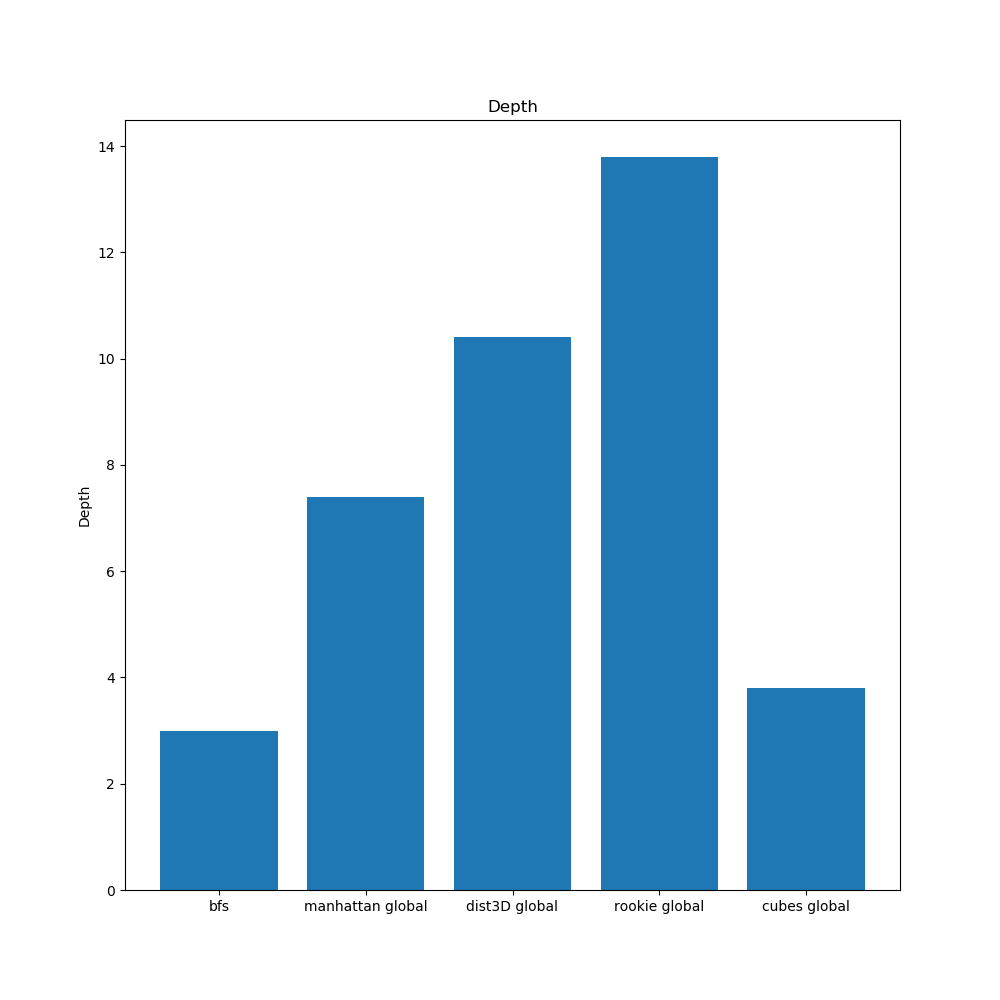 Depth
14
12
10
8
6
4
2
0
Depth
bfs
manhattan global
dist3D global
rookie global
cubes global